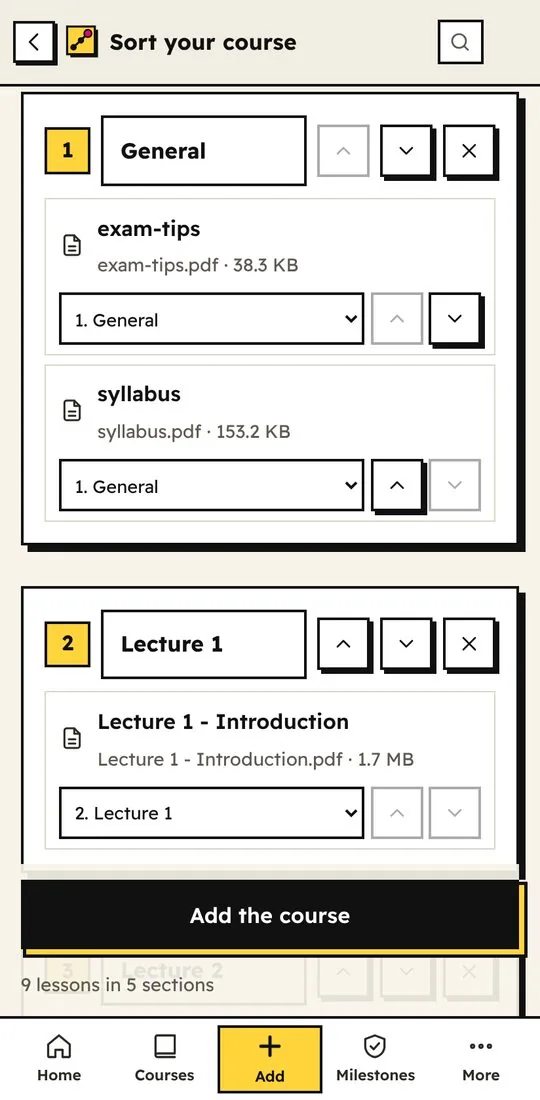 Sort your course
1
General
exam-tips
exam-tips.pdf · 38.3 KB
1. General
syllabus
syllabus.pdf · 153.2 KB
1. General
2
Lecture 1
Lecture 1 - Introduction
Lecture 1 - Introduction.pdf · 1.7 MB
2. Lecture 1
Add the course
3
Lecture 2
9 lessons in 5 sections
Home
Courses
Add
Milestones
More